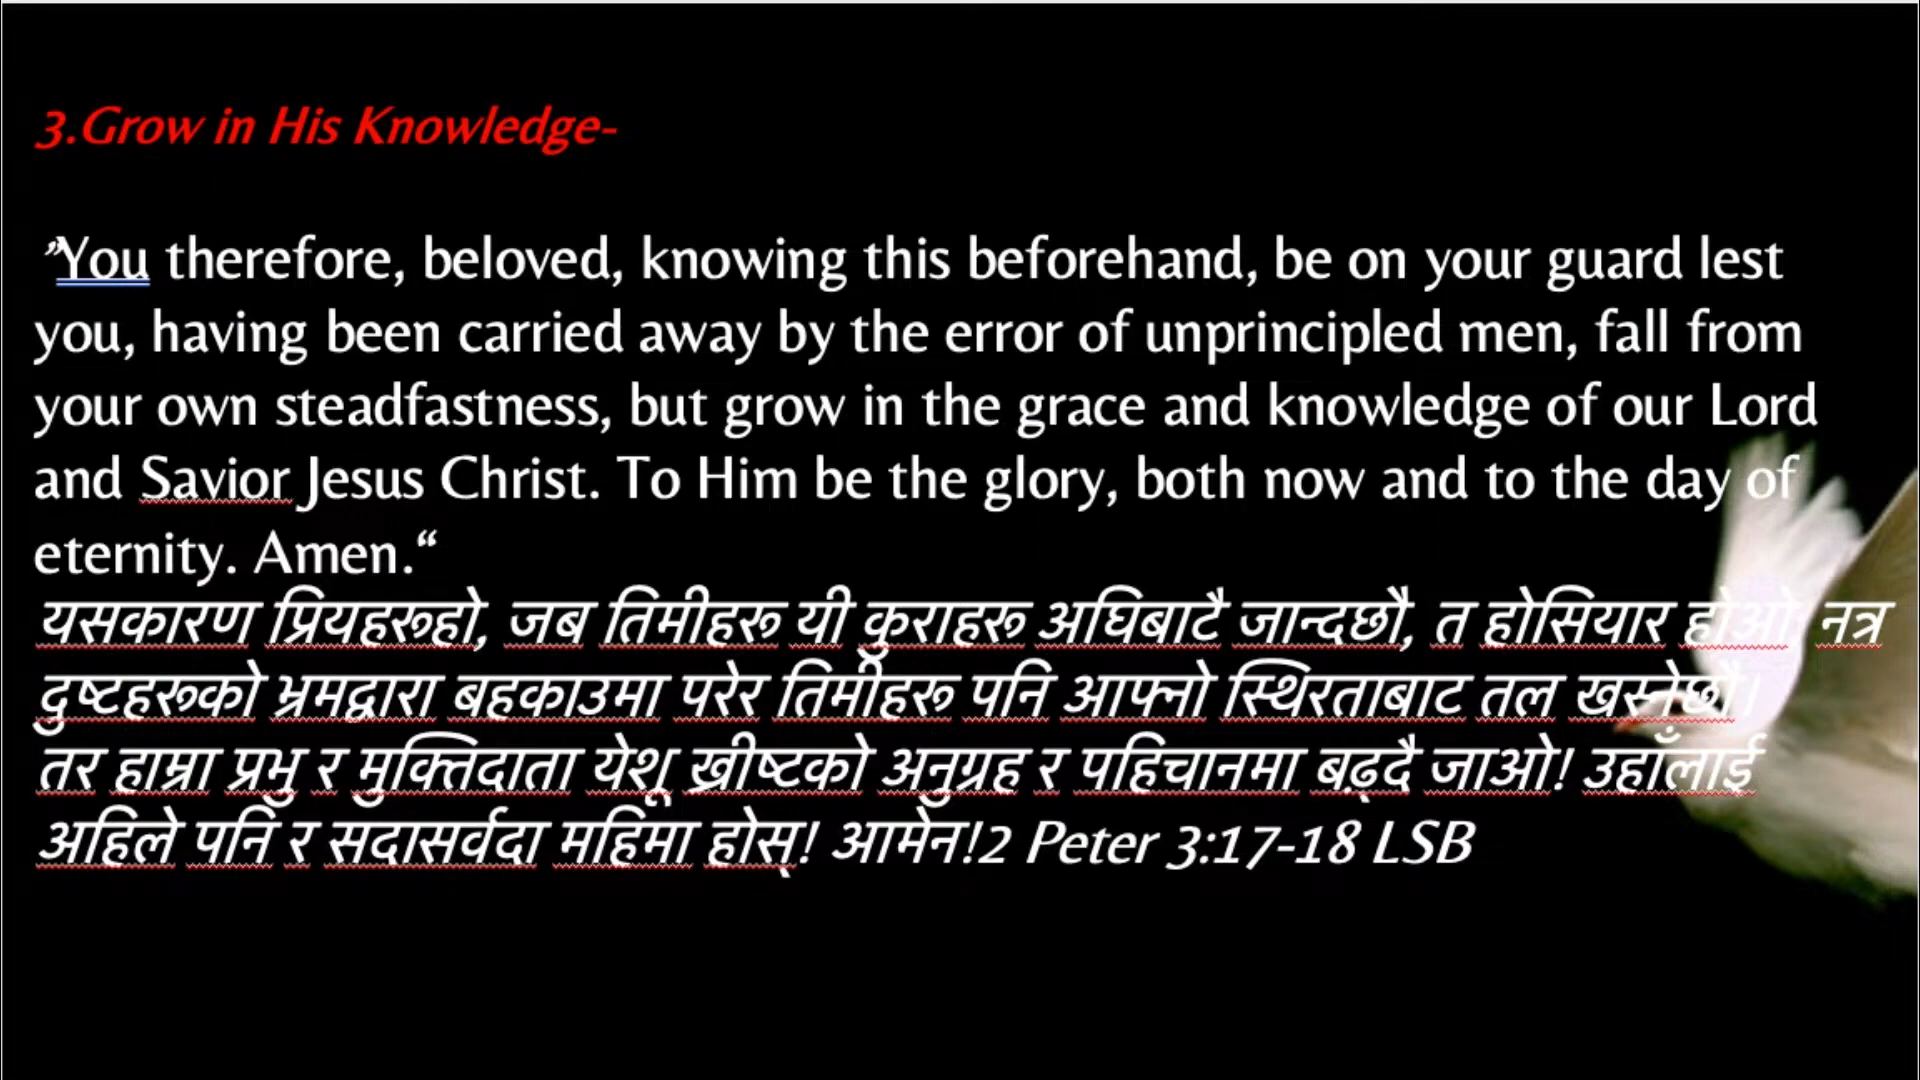 3.Grow in His Knowledge-
”You therefore, beloved, knowing this beforehand, be on your guard lest
you, having been carried away by the error of unprincipled men, fall from
your own steadfastness, but grow in the grace and knowledge of our Lord
and Savior Jesus Christ. To Him be the glory, both now and to the day of
eternity. Amen.“
यसकारण प्रियहरूहो, जब तिमीहरू यी कुराहरू अघिबाटै जान्दछौ, त होसियार होओ; नत्र
दुष्टहरूको भ्रमद्वारा बहकाउमा परेर तिमीहरू पनि आफ्नो स्थिरताबाट तल खस्नेछौ।
तर हाम्रा प्रभु र मुक्तिदाता येशू ख्रीष्टको अनुग्रह र पहिचानमा बढ़्दै जाओ! उहाँलाई
अहिले पनि र सदासर्वदा महिमा होस्! आमेन!2 Peter 3:17-18 LSB